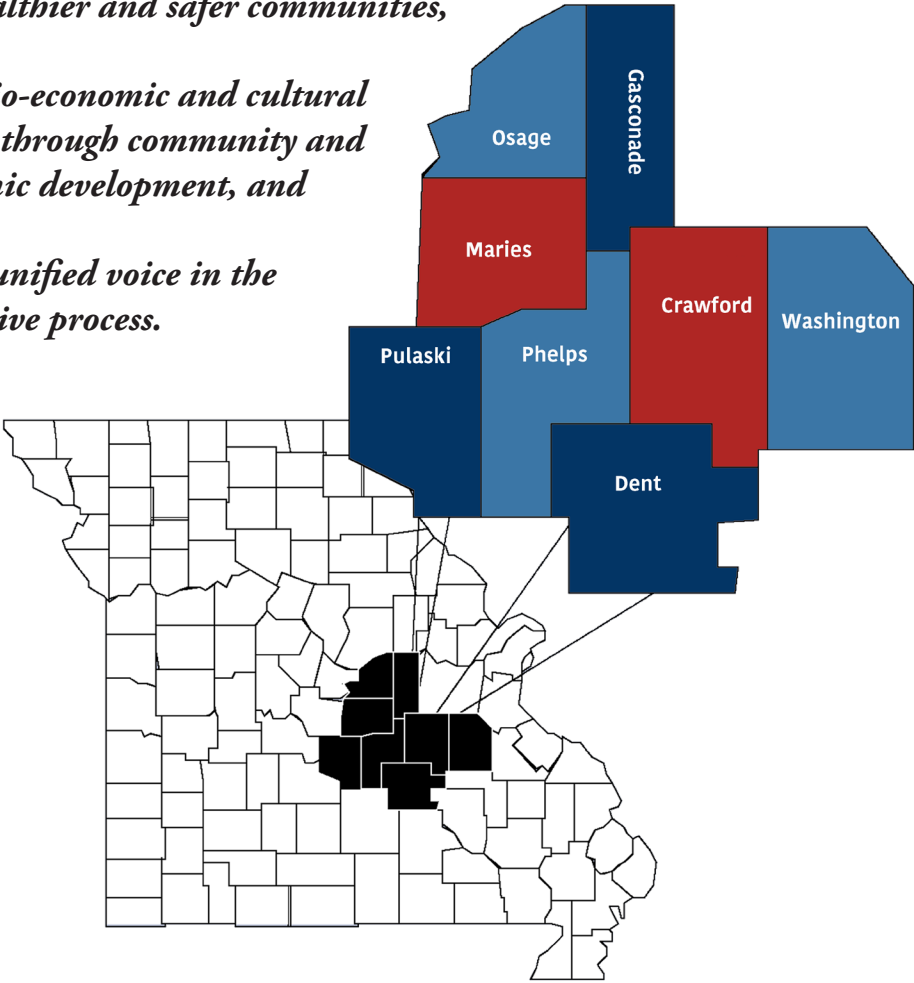 althier and safer communities,
io-economic and cultural
through community and
nic development, and
unified voice in the
ive process.
Gasconade
Osage
Maries
Crawford
Washington
Pulaski
Phelps
Dent